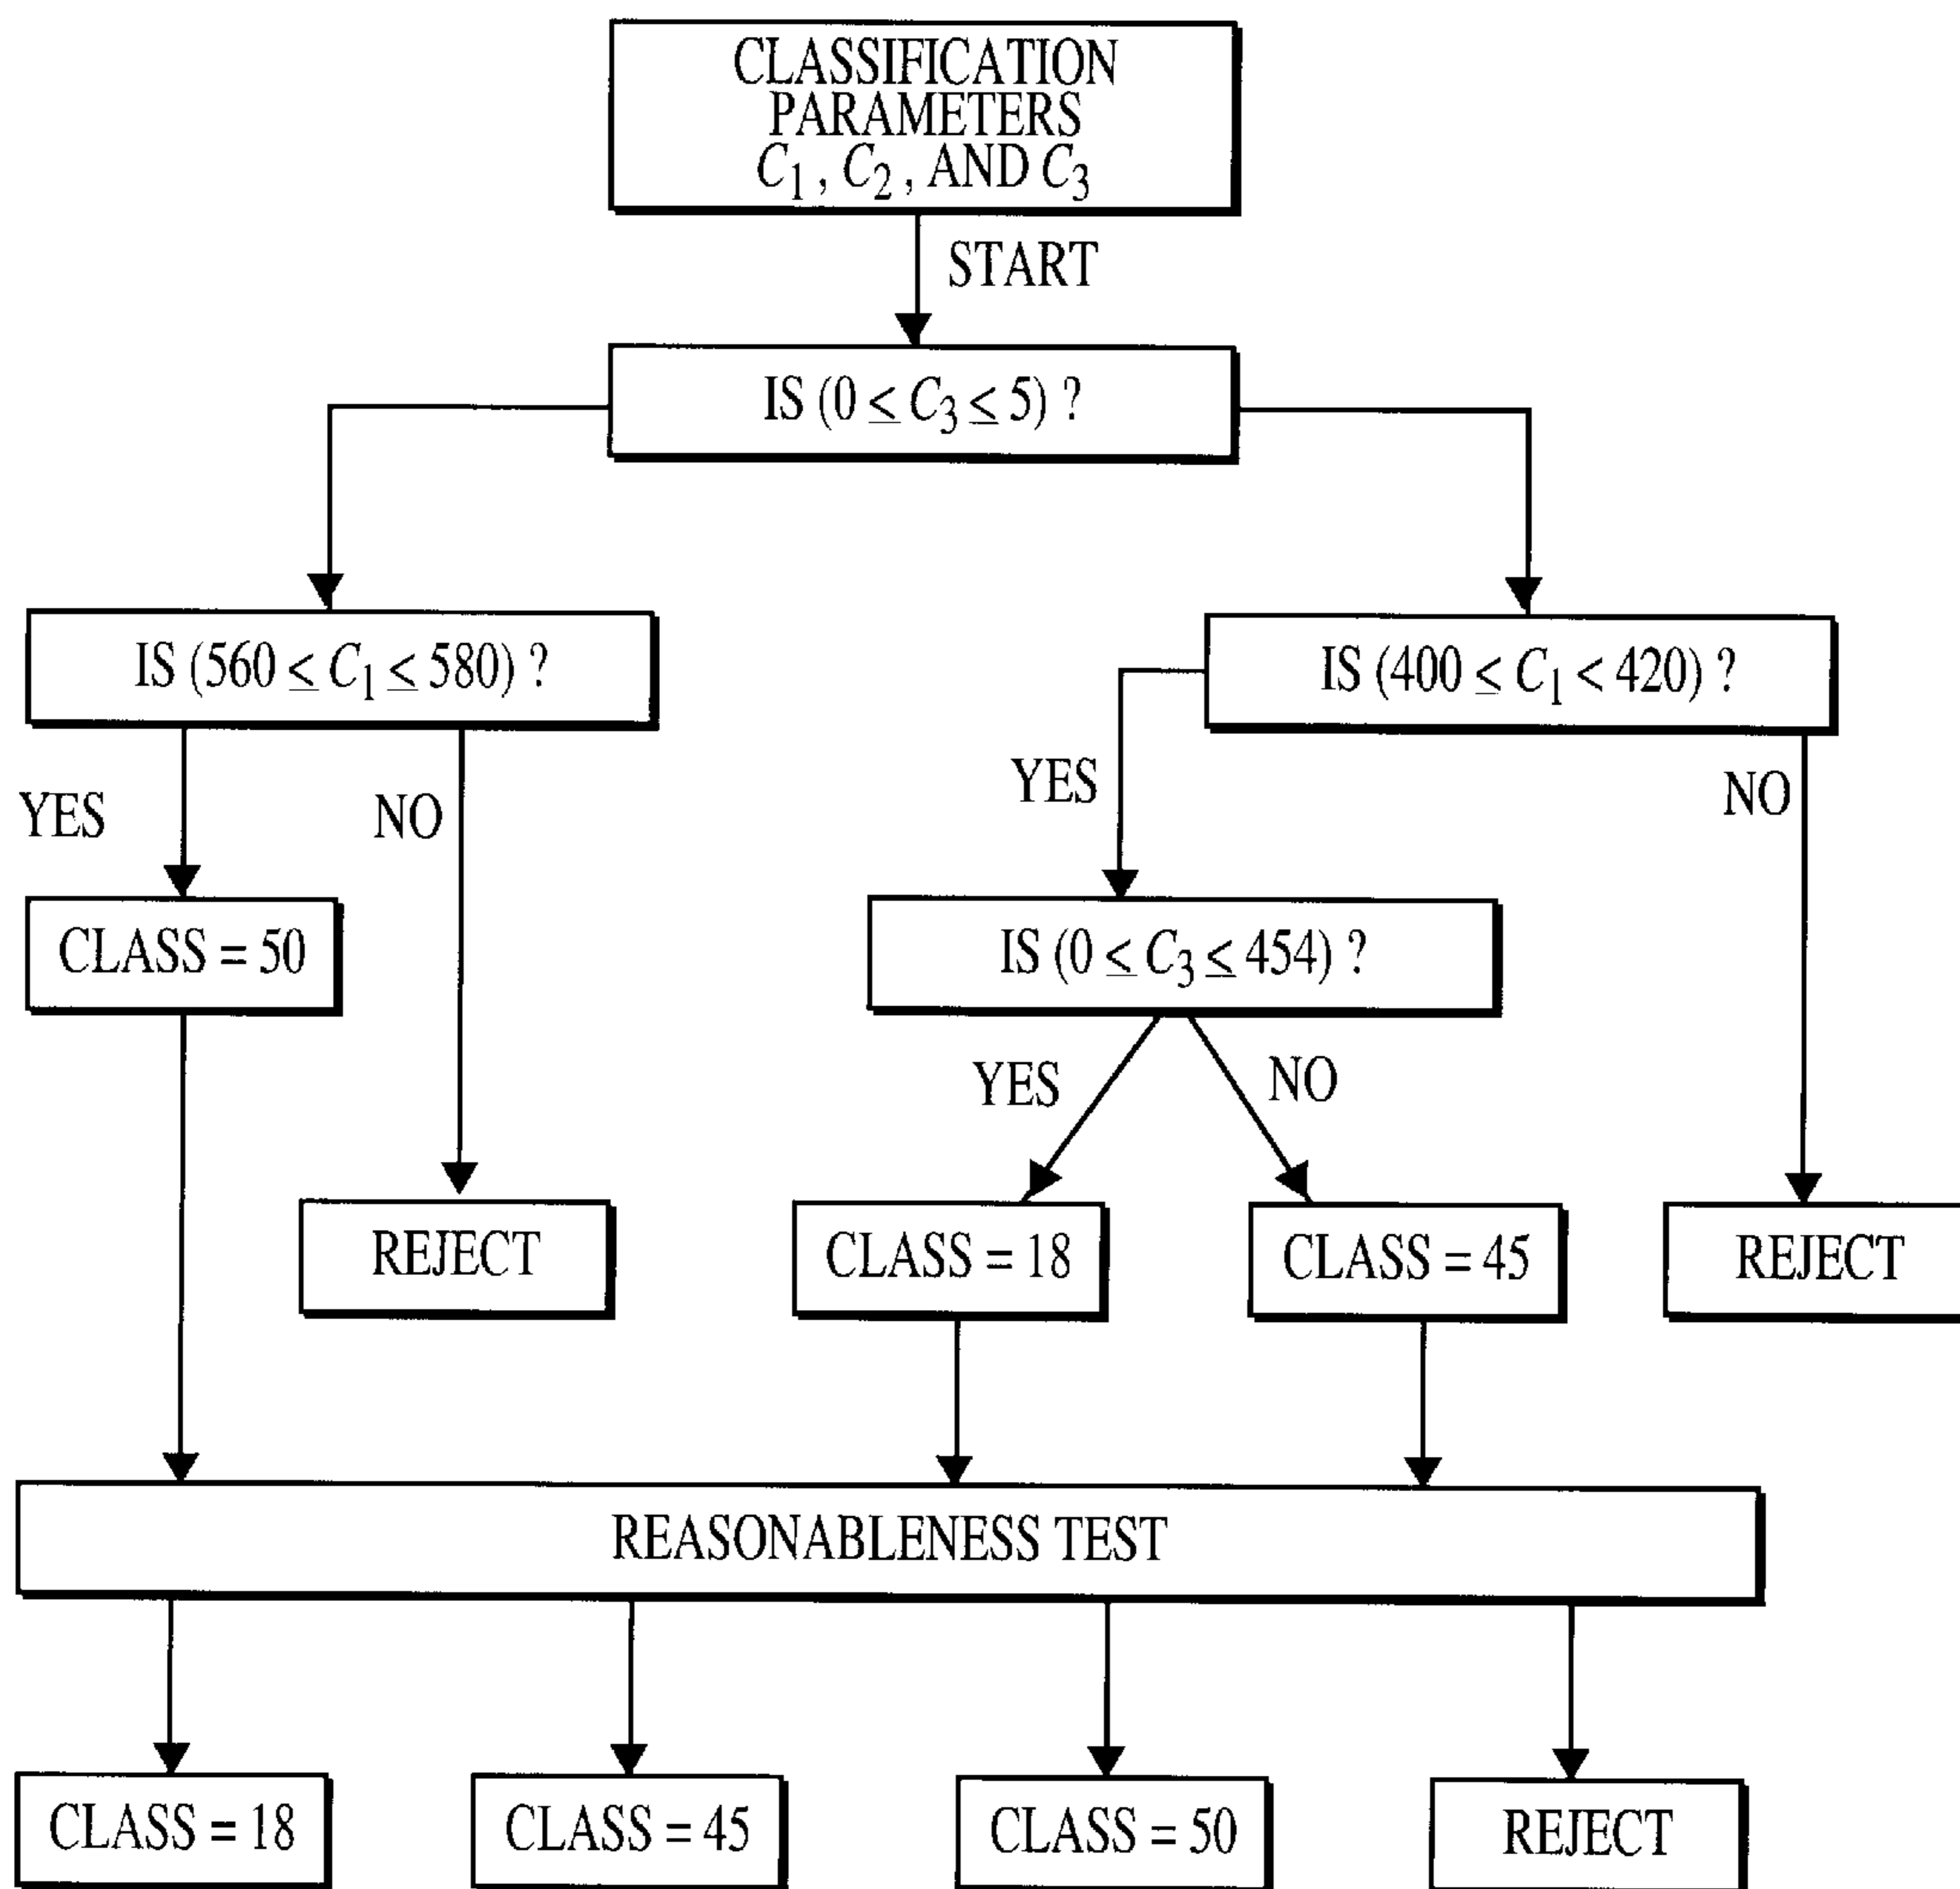 CLASSIFICATION
PARAMETERS
C₁, C₂, AND C₃
START
IS (0 ≤ C₃ ≤ 5) ?
IS (560 ≤ C₁ ≤ 580) ?
IS (400 ≤ C₁ < 420) ?
YES
NO
YES
NO
CLASS = 50
IS (0 ≤ C₃ ≤ 454) ?
YES
NO
REJECT
CLASS = 18
CLASS = 45
REJECT
REASONABLENESS TEST
CLASS = 18
CLASS = 45
CLASS = 50
REJECT